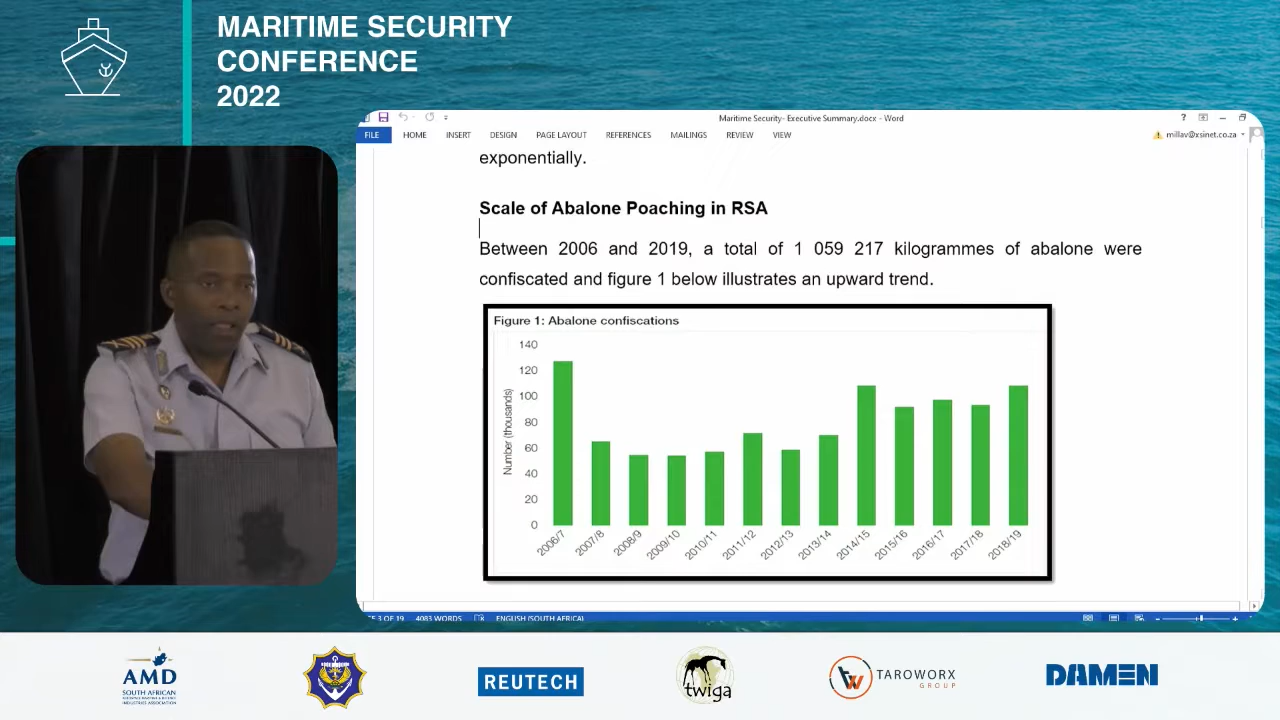 MARITIME SECURITY
CONFERENCE
2022
Maritime Security- Executive Summary.docx - Word
FILE HOME INSERT DESIGN PAGE LAYOUT REFERENCES MAILINGS REVIEW VIEW
millav@xsinet.co.za
exponentially.
Scale of Abalone Poaching in RSA
Between 2006 and 2019, a total of 1 059 217 kilogrammes of abalone were
confiscated and figure 1 below illustrates an upward trend.
Figure 1: Abalone confiscations
Number (thousands)
140
120
100
80
60
40
20
0
2006/7 2007/8 2008/9 2009/10 2010/11 2011/12 2012/13 2013/14 2014/15 2015/16 2016/17 2017/18 2018/19
3 OF 19 4083 WORDS ENGLISH (SOUTH AFRICA)
AMD
SOUTH AFRICAN
INDUSTRIES ASSOCIATION
REUTECH
twiga
TAROWORX
GROUP
DAMEN